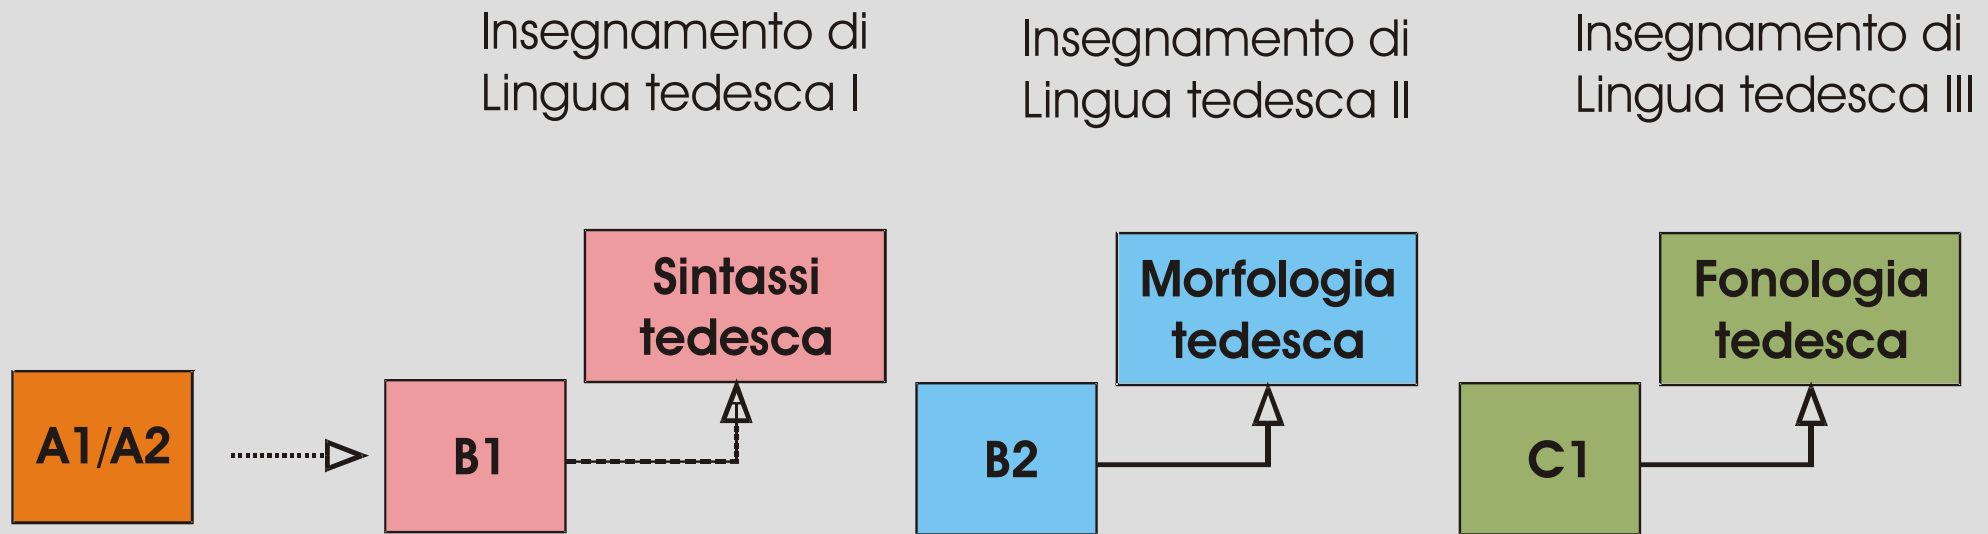 Insegnamento di
Lingua tedesca I
Insegnamento di
Lingua tedesca II
Insegnamento di
Lingua tedesca III
Sintassi
tedesca
Morfologia
tedesca
Fonologia
tedesca
A1/A2
B1
B2
C1